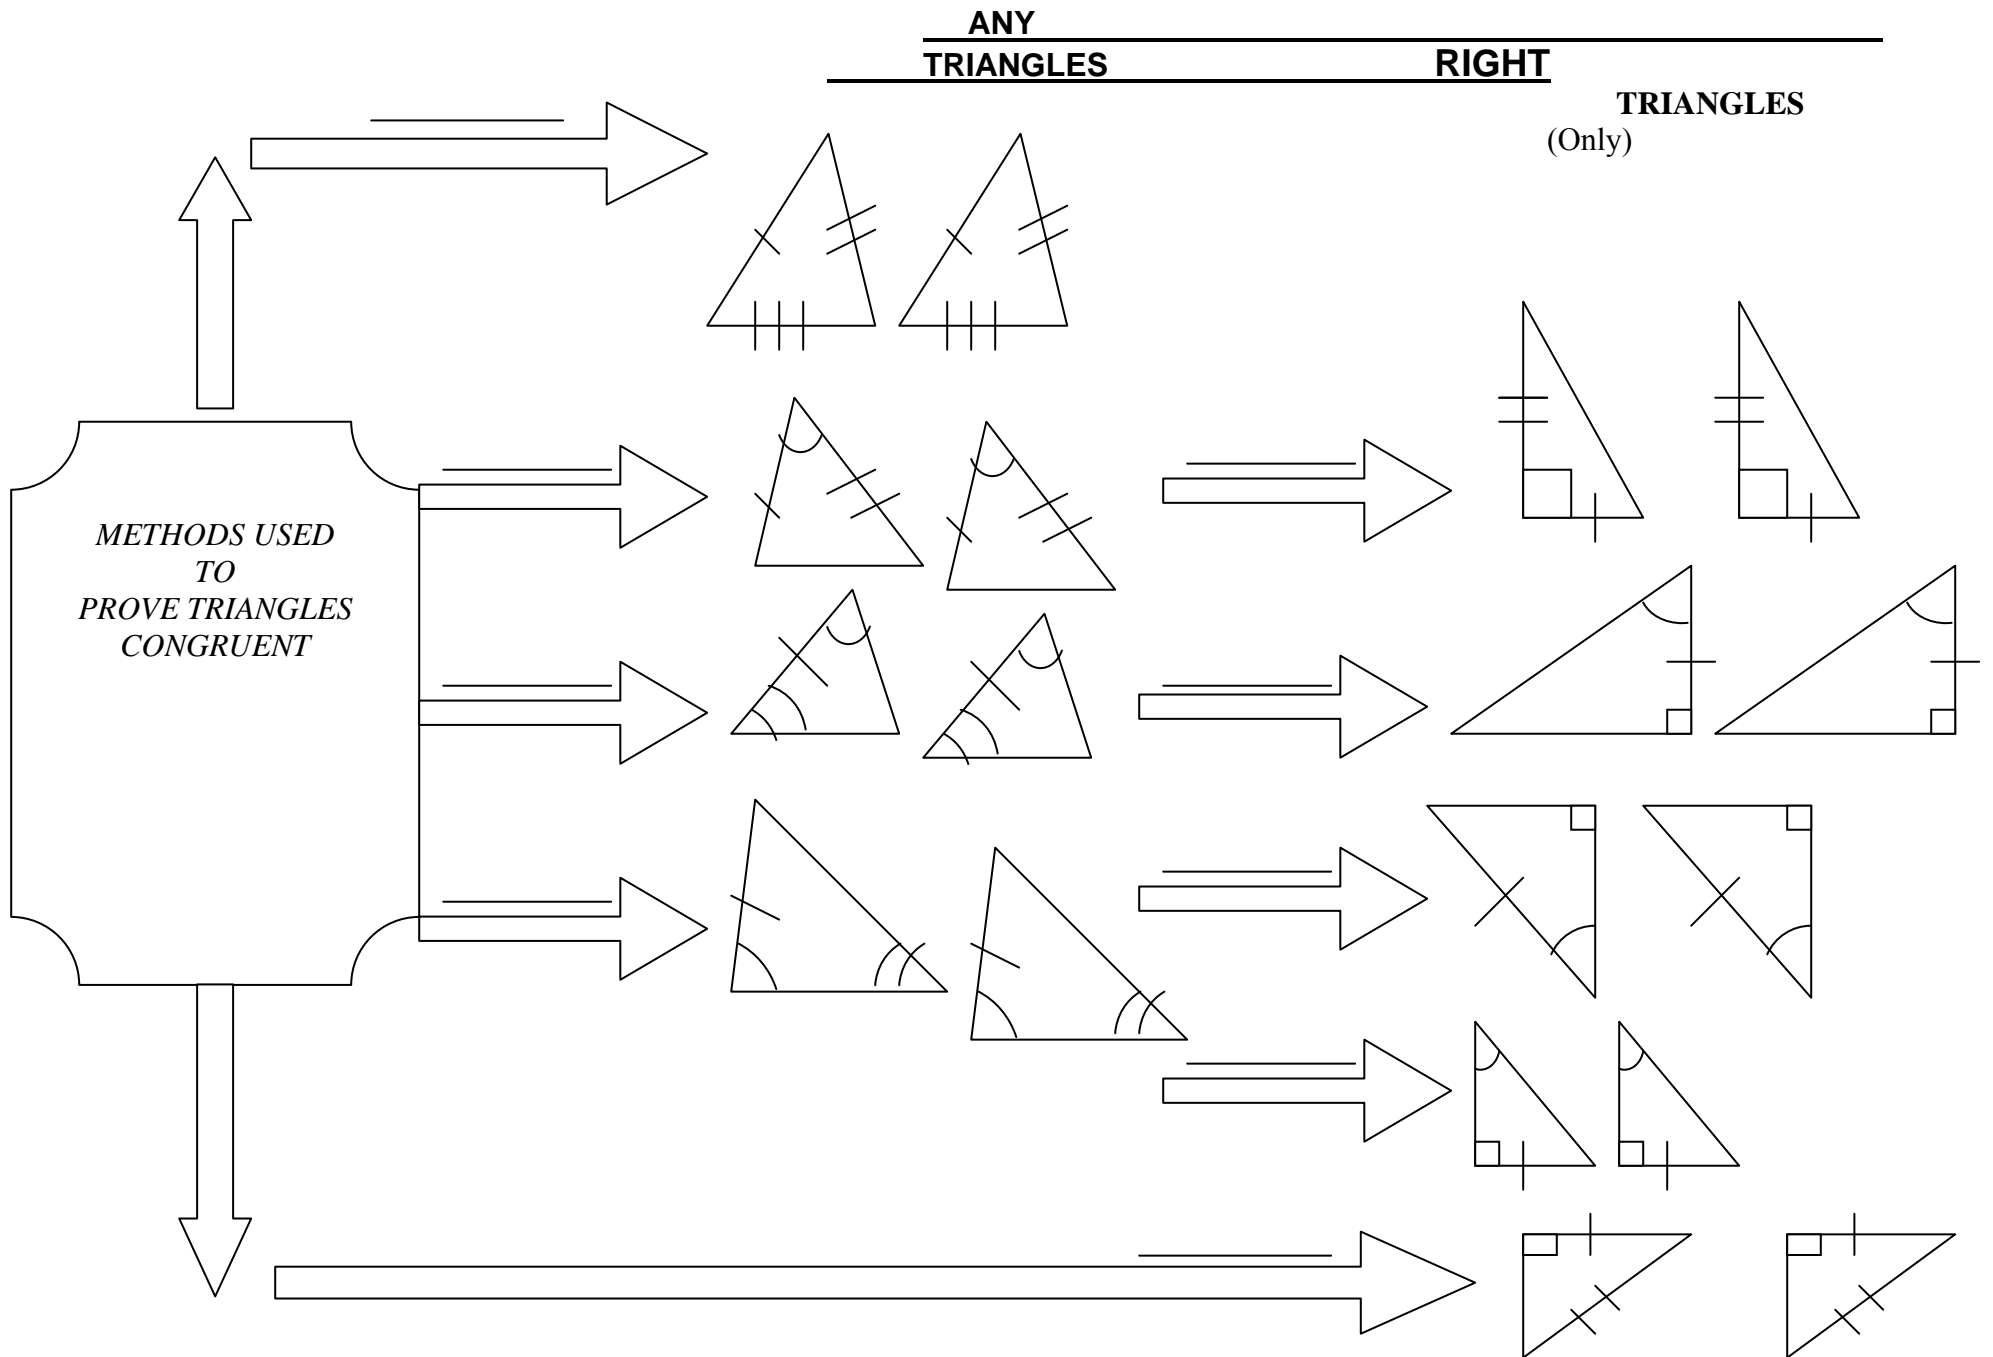 ANY
TRIANGLES RIGHT
TRIANGLES
(Only)
METHODS USED
TO
PROVE TRIANGLES
CONGRUENT